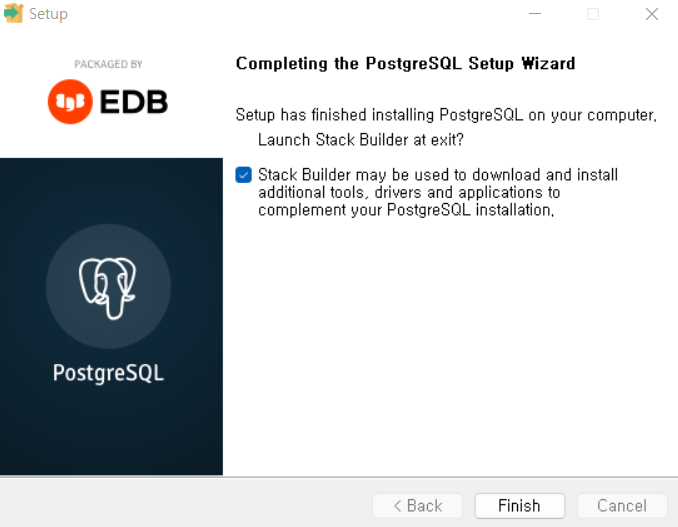 Setup
PACKAGED BY
EDB
PostgreSQL
Completing the PostgreSQL Setup Wizard
Setup has finished installing PostgreSQL on your computer.
Launch Stack Builder at exit?
Stack Builder may be used to download and install
additional tools, drivers and applications to
complement your PostgreSQL installation.
< Back
Finish
Cancel